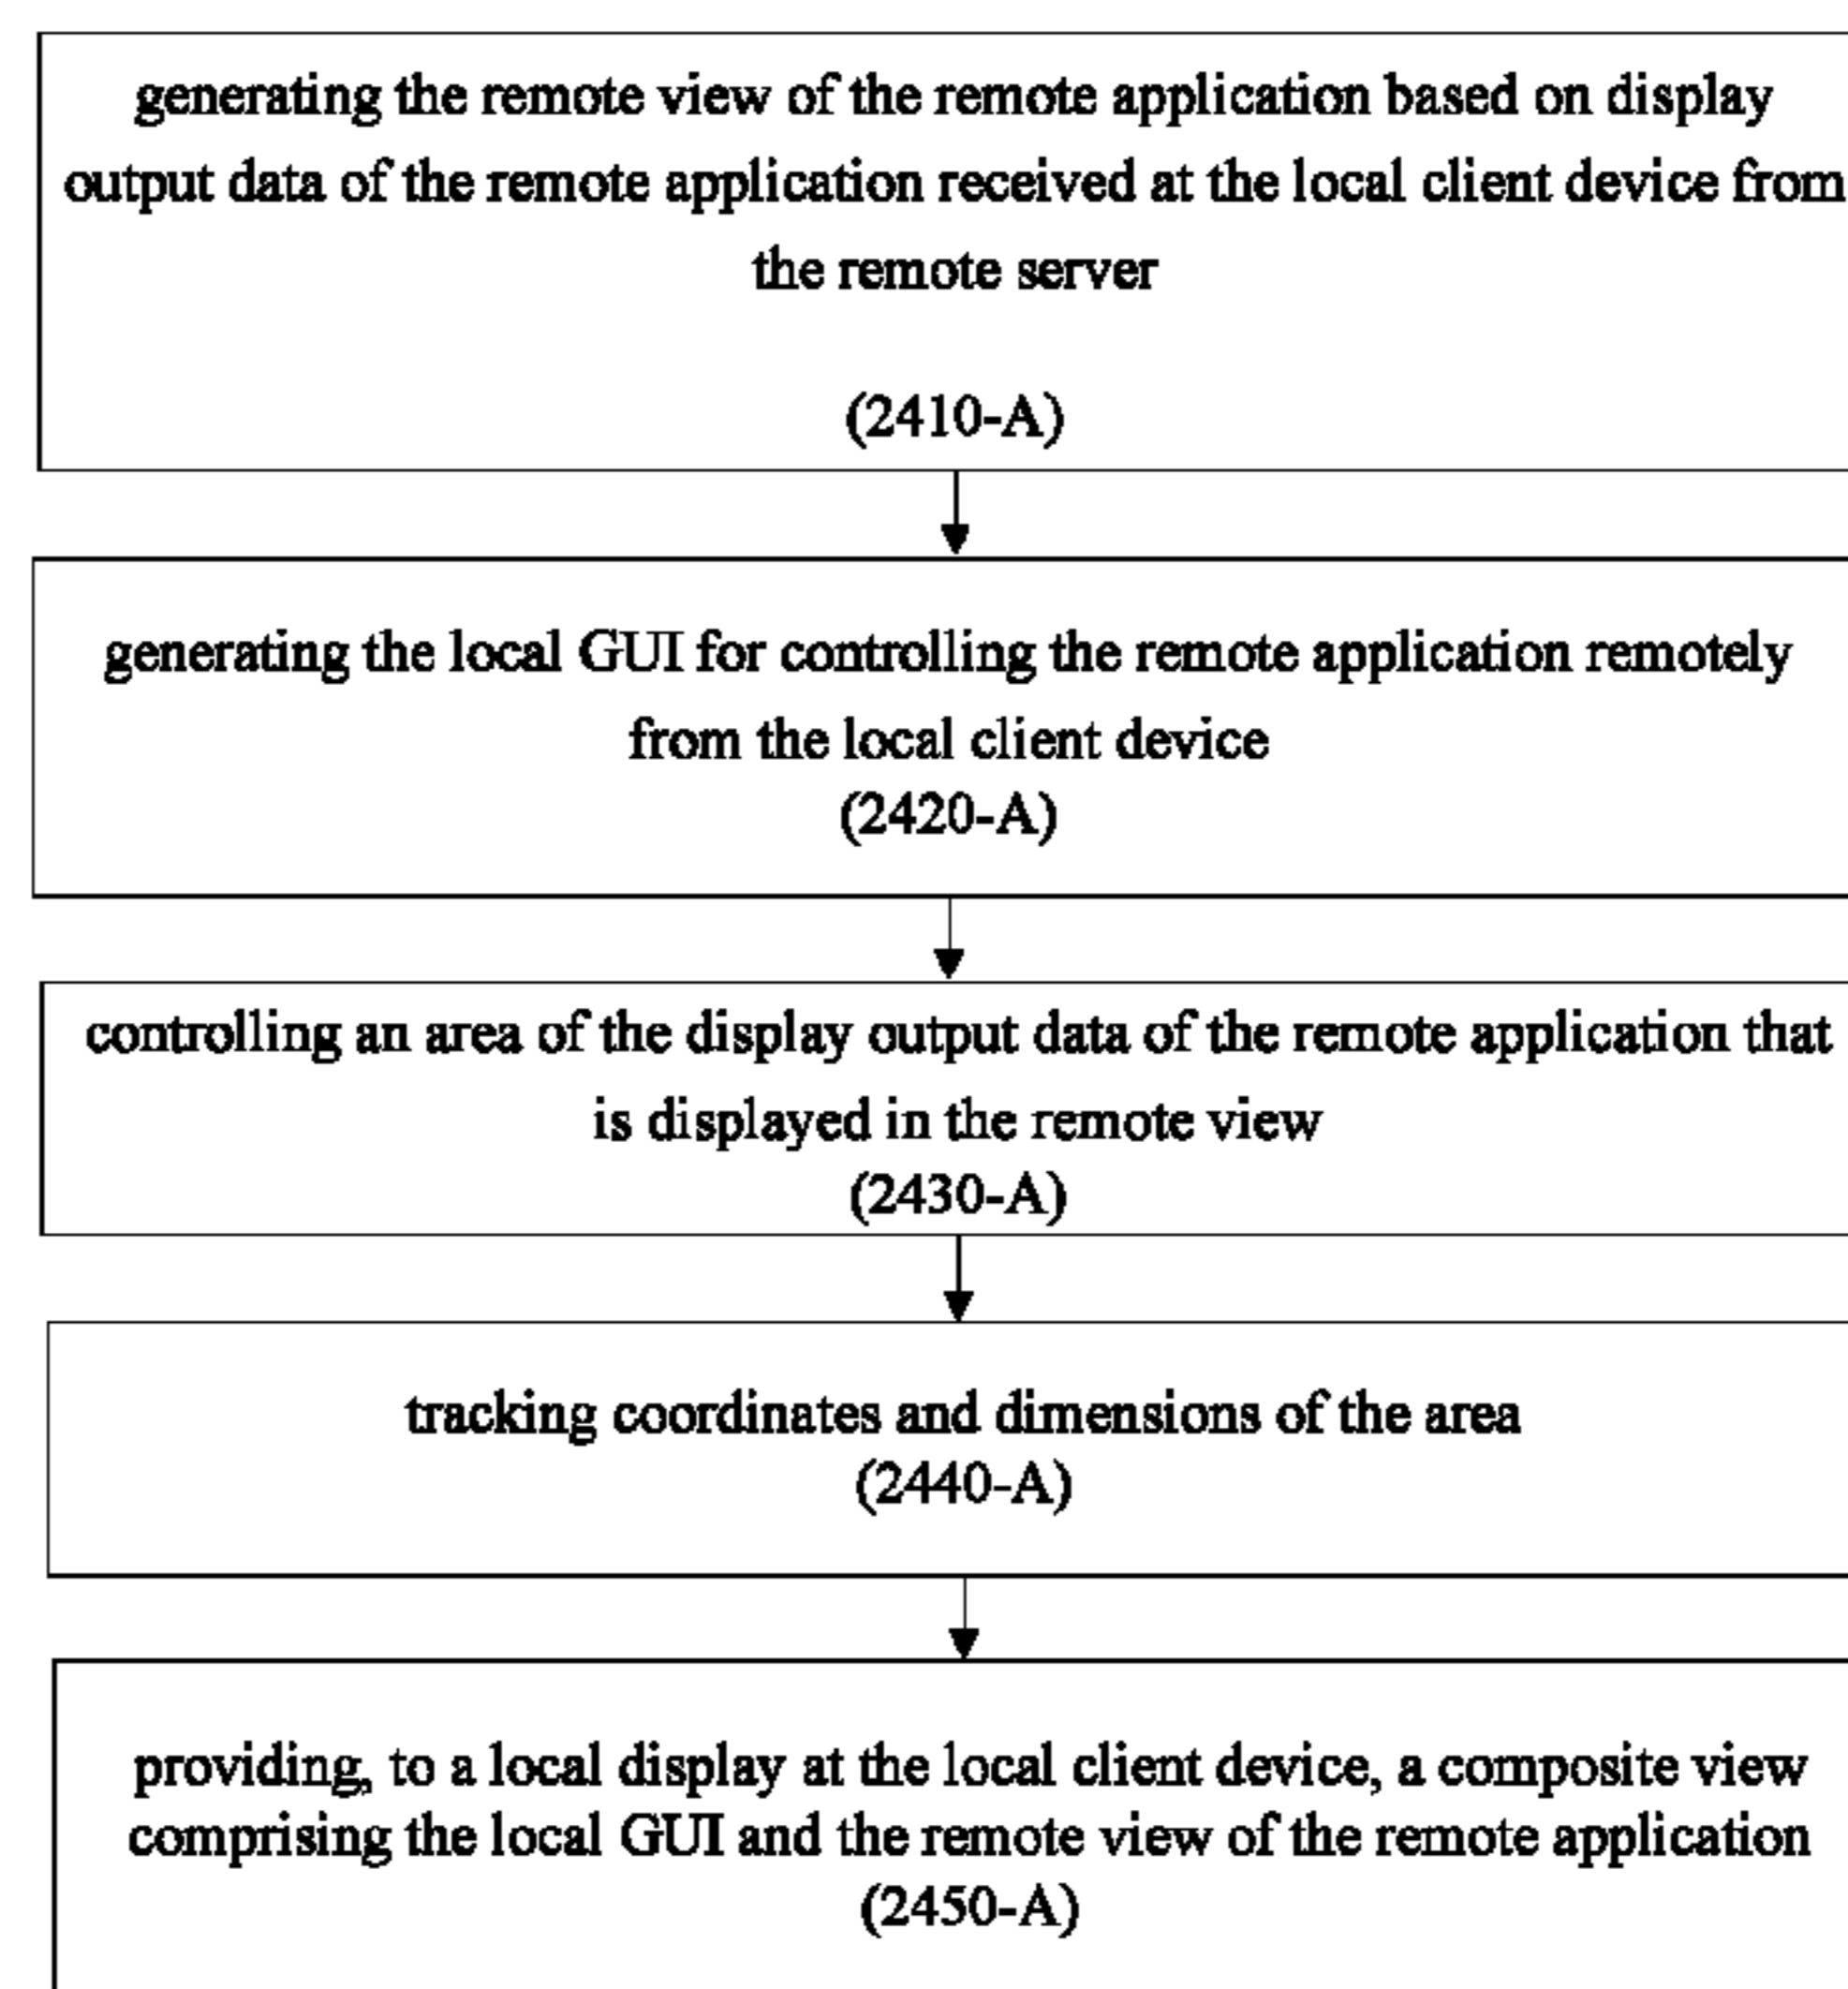 generating the remote view of the remote application based on display
output data of the remote application received at the local client device from
the remote server
(2410-A)
generating the local GUI for controlling the remote application remotely
from the local client device
(2420-A)
controlling an area of the display output data of the remote application that
is displayed in the remote view
(2430-A)
tracking coordinates and dimensions of the area
(2440-A)
providing, to a local display at the local client device, a composite view
comprising the local GUI and the remote view of the remote application
(2450-A)